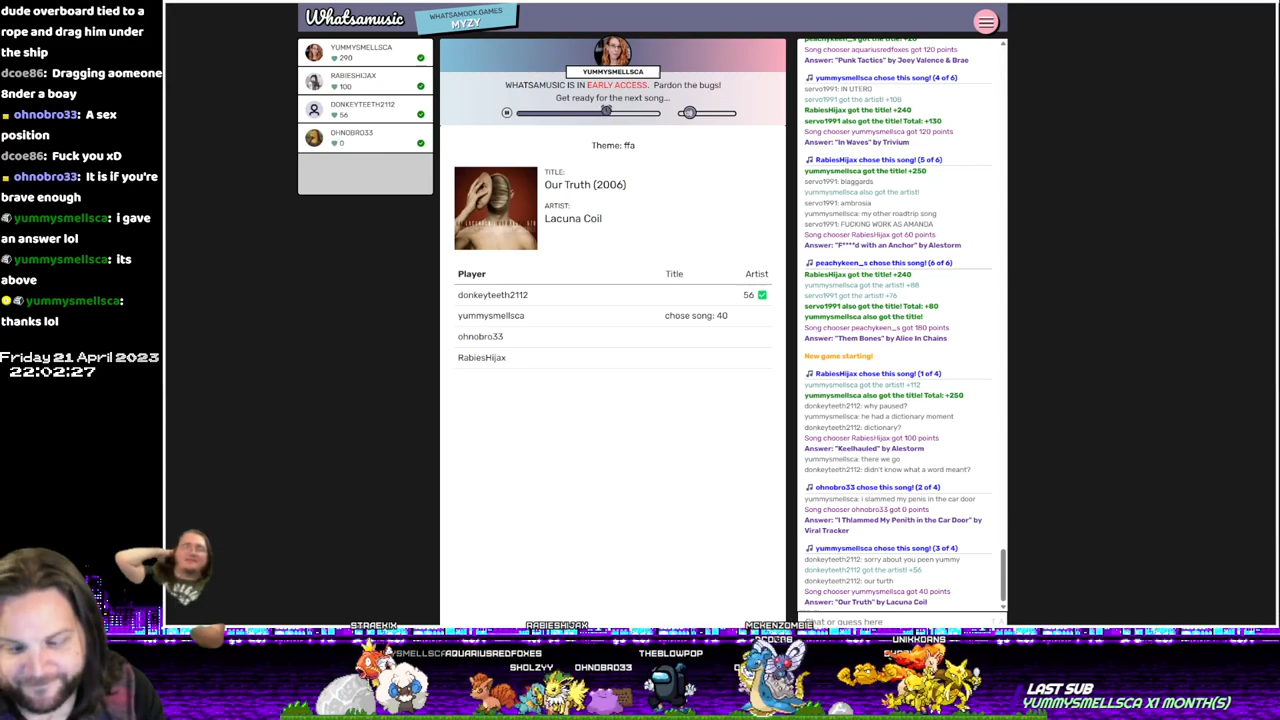 dude overboard tied to a
rope and drag him under
the ship
position
ohnobro33: It is if you're
tough
yummysmellsca: i gave
an answer lol
yummysmellsca: its
yummysmellsca:
thats it lol
Friday 21 April 2023
22:02:27
Whatsamusic
WHATSAMOOK.GAMES
MYZY
YUMMYSMELLSCA
290
RABIESHIJAX
100
DONKEYTEETH2112
56
OHNOBRO33
0
YUMMYSMELLSCA
WHATSAMUSIC IS IN EARLY ACCESS. Pardon the bugs!
Get ready for the next song...
Theme: ffa
TITLE:
Our Truth (2006)
ARTIST:
Lacuna Coil
Player Title Artist
donkeyteeth2112 56
yummysmellsca chose song: 40
ohnobro33
RabiesHijax
Song chooser aquariusredfoxes got 120 points
Answer: "Punk Tactics" by Joey Valence & Brae
yummysmellsca chose this song! (4 of 6)
servo1991: IN UTERO
servo1991 got the artist! +108
RabiesHijax got the title! +240
servo1991 also got the title! Total: +130
Song chooser yummysmellsca got 120 points
Answer: "In Waves" by Trivium
RabiesHijax chose this song! (5 of 6)
yummysmellsca got the title! +250
servo1991: blaggards
yummysmellsca also got the artist!
servo1991: ambrosia
yummysmellsca: my other roadtrip song
servo1991: FUCKING WORK AS AMANDA
Song chooser RabiesHijax got 60 points
Answer: "F****d with an Anchor" by Alestorm
peachykeen_s chose this song! (6 of 6)
RabiesHijax got the title! +240
yummysmellsca got the artist! +88
servo1991 got the artist! +76
servo1991 also got the title! Total: +80
yummysmellsca also got the title!
Song chooser peachykeen_s got 180 points
Answer: "Them Bones" by Alice In Chains
New game starting!
RabiesHijax chose this song! (1 of 4)
yummysmellsca got the artist! +112
yummysmellsca also got the title! Total: +250
donkeyteeth2112: why paused?
yummysmellsca: he had a dictionary moment
donkeyteeth2112: dictionary?
Song chooser RabiesHijax got 100 points
Answer: "Keelhauled" by Alestorm
yummysmellsca: there we go
donkeyteeth2112: didn't know what a word meant?
ohnobro33 chose this song! (2 of 4)
yummysmellsca: i slammed my penis in the car door
Song chooser ohnobro33 got 0 points
Answer: "I Thlammed My Penith in the Car Door" by
Viral Tracker
yummysmellsca chose this song! (3 of 4)
donkeyteeth2112: sorry about you peen yummy
donkeyteeth2112 got the artist! +56
donkeyteeth2112: our turth
Song chooser yummysmellsca got 40 points
Answer: "Our Truth" by Lacuna Coil
Chat or guess here
STRAEKIX RABIESHIJAX MCKENZOMBIE
UNIKKORNS
AQUARIUSREDFOXES THEBLOWPOP
SHOLZYY OHNOBRO33
LAST SUB
YUMMYSMELLSCA X1 MONTH(S)